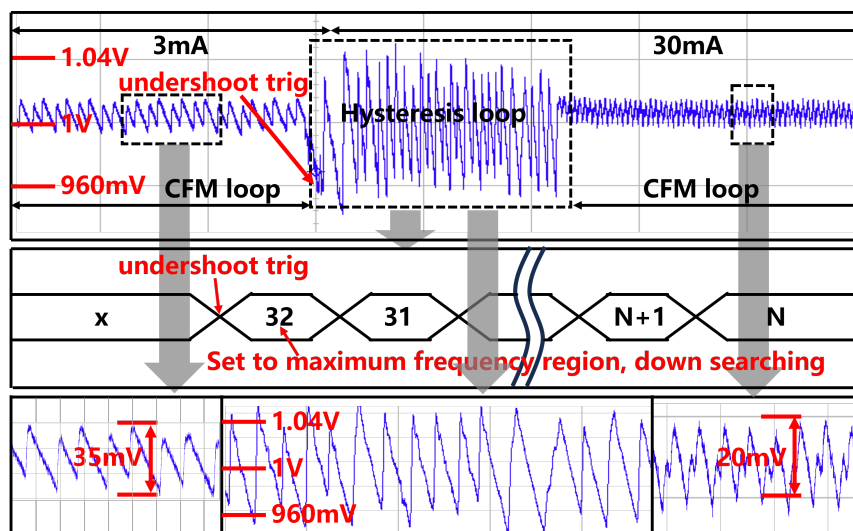 3mA
30mA
1.04V
undershoot trig
Hysteresis loop
1V
960mV
CFM loop
CFM loop
undershoot trig
x
32
31
N+1
N
Set to maximum frequency region, down searching
35mV
1.04V
1V
960mV
20mV